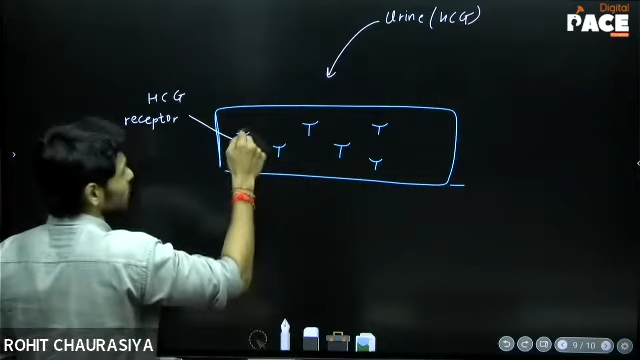 Digital
PACE
Urine (HCG)
HCG
receptor
T T
T T T
ROHIT CHAURASIYA
9 / 10